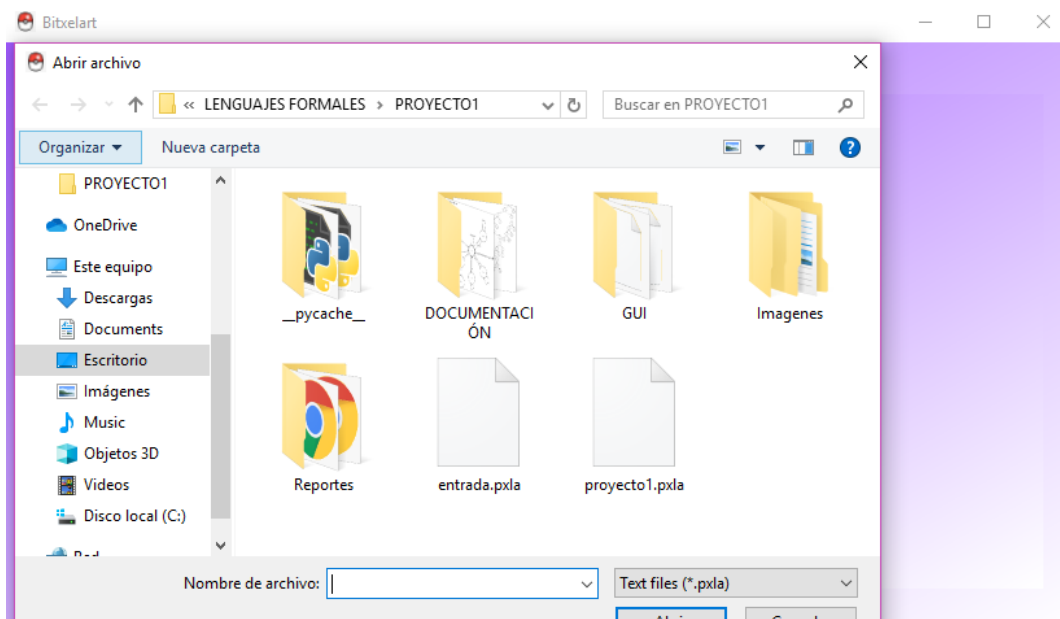 Bitxelart
Abrir archivo
« LENGUAJES FORMALES › PROYECTO1
Buscar en PROYECTO1
Organizar
Nueva carpeta
PROYECTO1
OneDrive
Este equipo
Descargas
Documents
Escritorio
Imágenes
Music
Objetos 3D
Videos
Disco local (C:)
__pycache__
DOCUMENTACI
ÓN
GUI
Imagenes
Reportes
entrada.pxla
proyecto1.pxla
Nombre de archivo:
Text files (*.pxla)